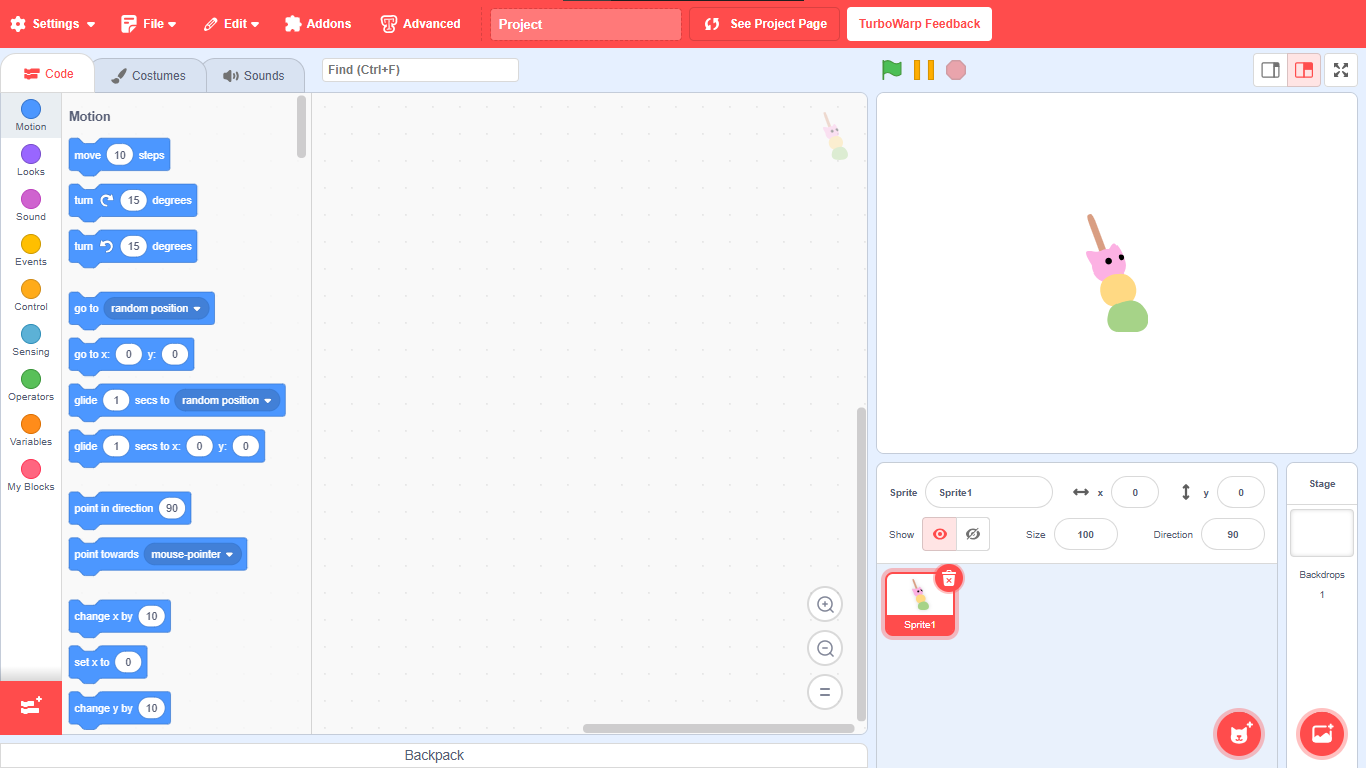 Settings File Edit Addons Advanced Project See Project Page TurboWarp Feedback
Code Costumes Sounds Find (Ctrl+F)
Motion
Looks
Sound
Events
Control
Sensing
Operators
Variables
My Blocks
Motion
move 10 steps
turn 15 degrees
turn 15 degrees
go to random position
go to x: 0 y: 0
glide 1 secs to random position
glide 1 secs to x: 0 y: 0
point in direction 90
point towards mouse-pointer
change x by 10
set x to 0
change y by 10
Backpack
Sprite Sprite1 x 0 y 0
Show Size 100 Direction 90
Sprite1
Stage
Backdrops
1